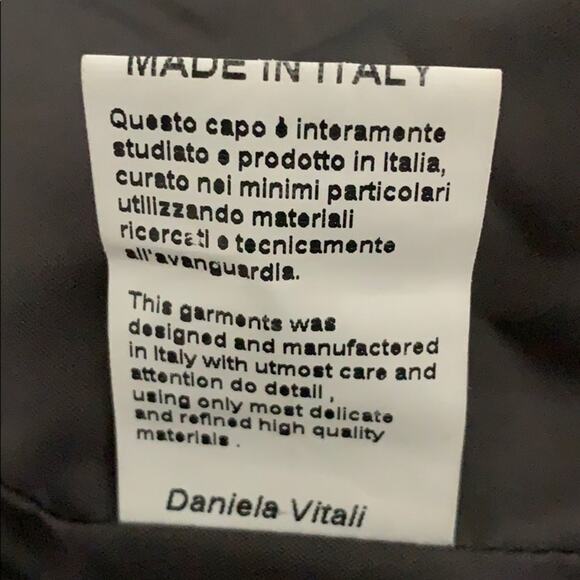 MADE IN ITALY
Questo capo è interamente
studiato e prodotto in Italia,
curato nei minimi particolari
utilizzando materiali
ricercati e tecnicamente
all'avanguardia.
This garments was
designed and manufactored
in Italy with utmost care and
attention do detail ,
using only most delicate
and refined high quality
materials .
Daniela Vitali